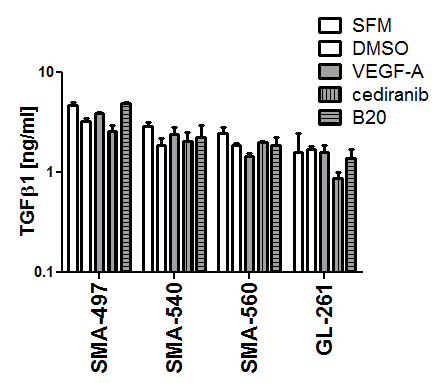 SFM
DMSO
VEGF-A
cediranib
B20
TGFβ1 [ng/ml]
10
1
0.1
SMA-497
SMA-540
SMA-560
GL-261